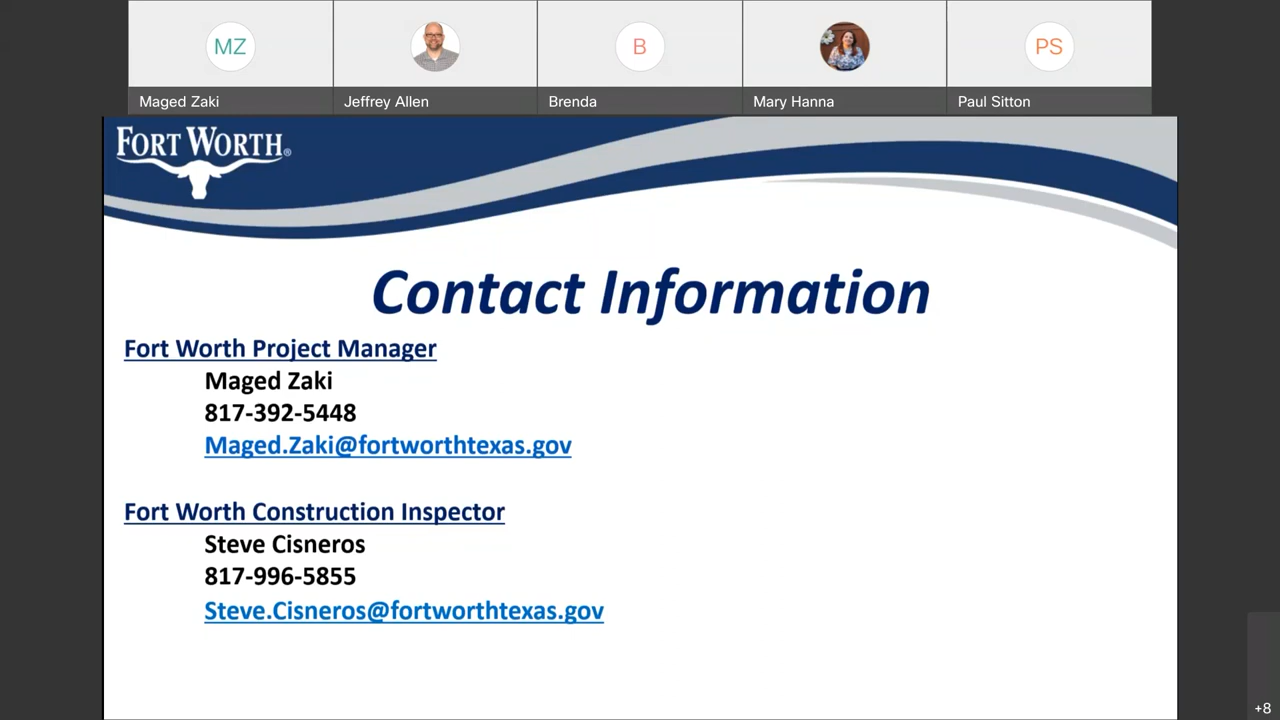 MZ
B
PS
Maged Zaki
Jeffrey Allen
Brenda
Mary Hanna
Paul Sitton
FORT WORTH®
Contact Information
Fort Worth Project Manager
Maged Zaki
817-392-5448
Maged.Zaki@fortworthtexas.gov
Fort Worth Construction Inspector
Steve Cisneros
817-996-5855
Steve.Cisneros@fortworthtexas.gov
+8